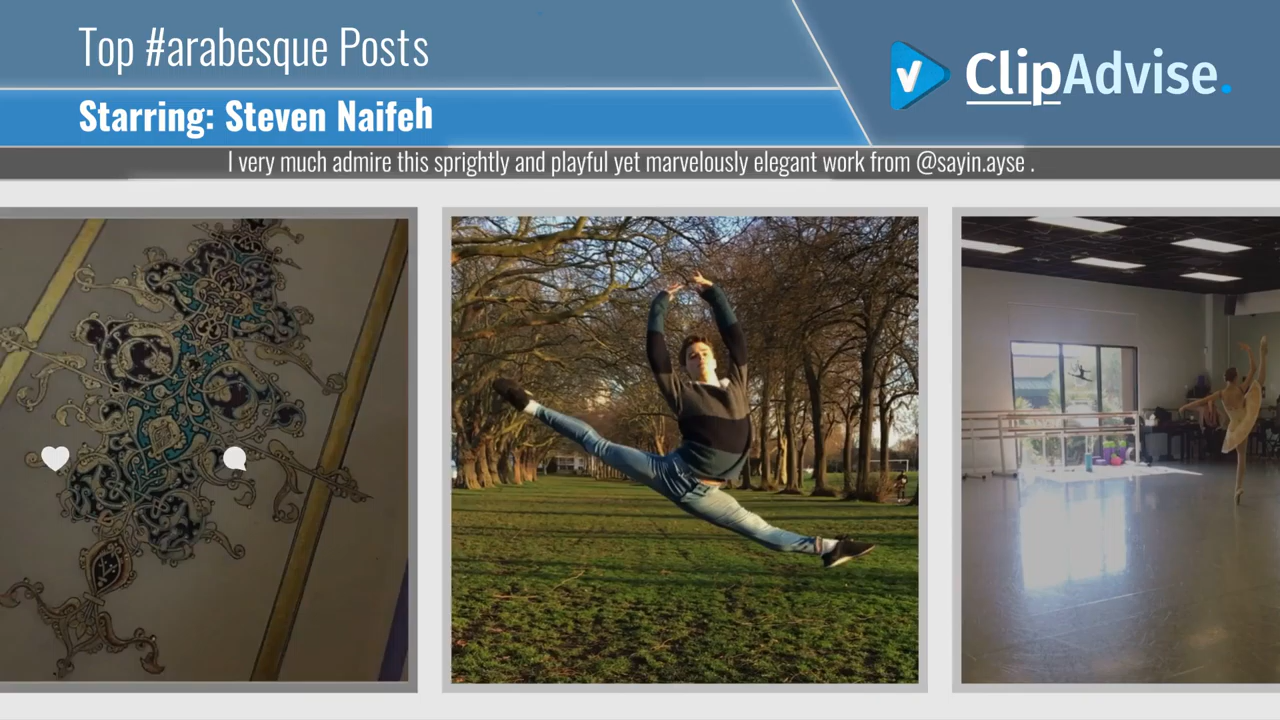 Top #arabesque Posts
ClipAdvise.
Starring: Steven Naifeh
I very much admire this sprightly and playful yet marvelously elegant work from @sayin.ayse .